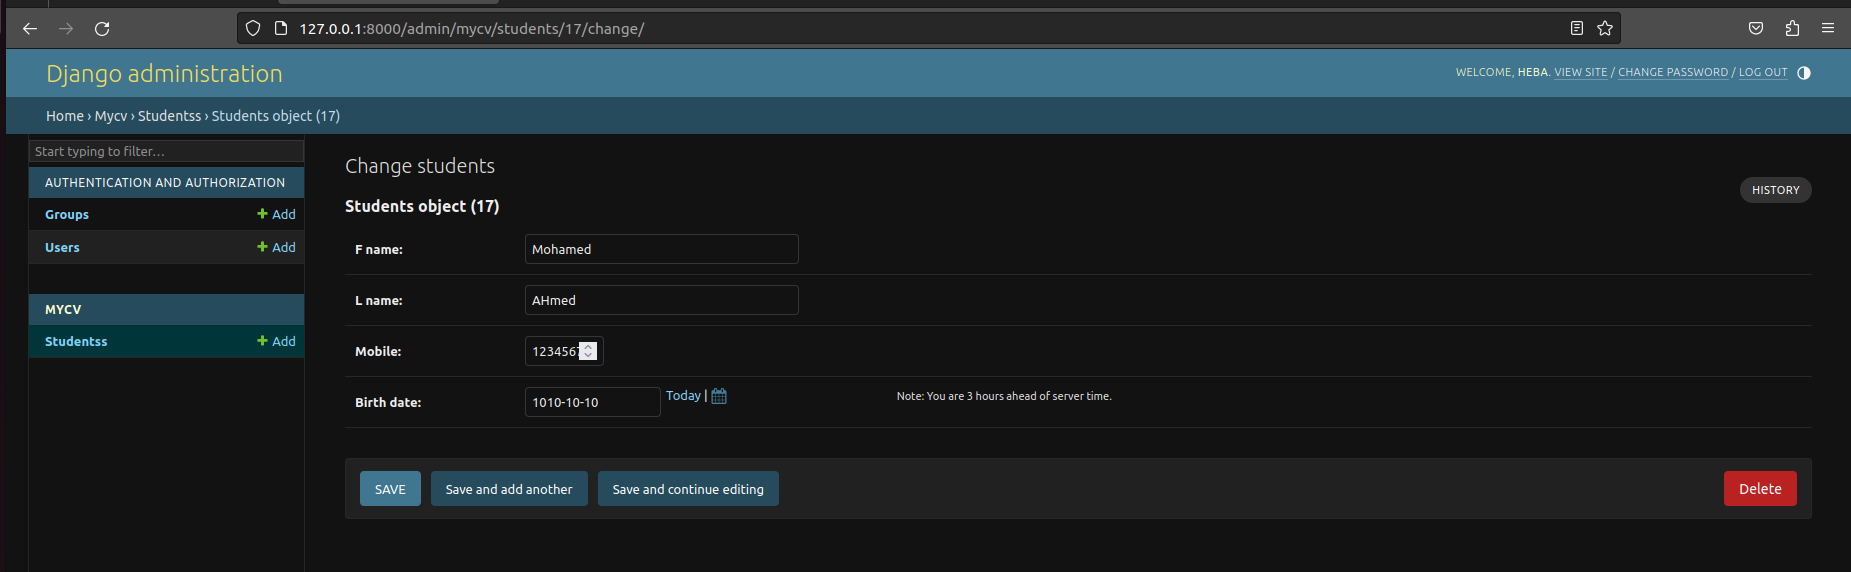 127.0.0.1:8000/admin/mycv/students/17/change/
Django administration
WELCOME, HEBA. VIEW SITE / CHANGE PASSWORD / LOG OUT
Home › Mycv › Studentss › Students object (17)
Start typing to filter...
AUTHENTICATION AND AUTHORIZATION
Groups + Add
Users + Add
MYCV
Studentss + Add
Change students
HISTORY
Students object (17)
F name: Mohamed
L name: AHmed
Mobile: 1234567
Birth date: 1010-10-10 Today | Note: You are 3 hours ahead of server time.
SAVE Save and add another Save and continue editing Delete